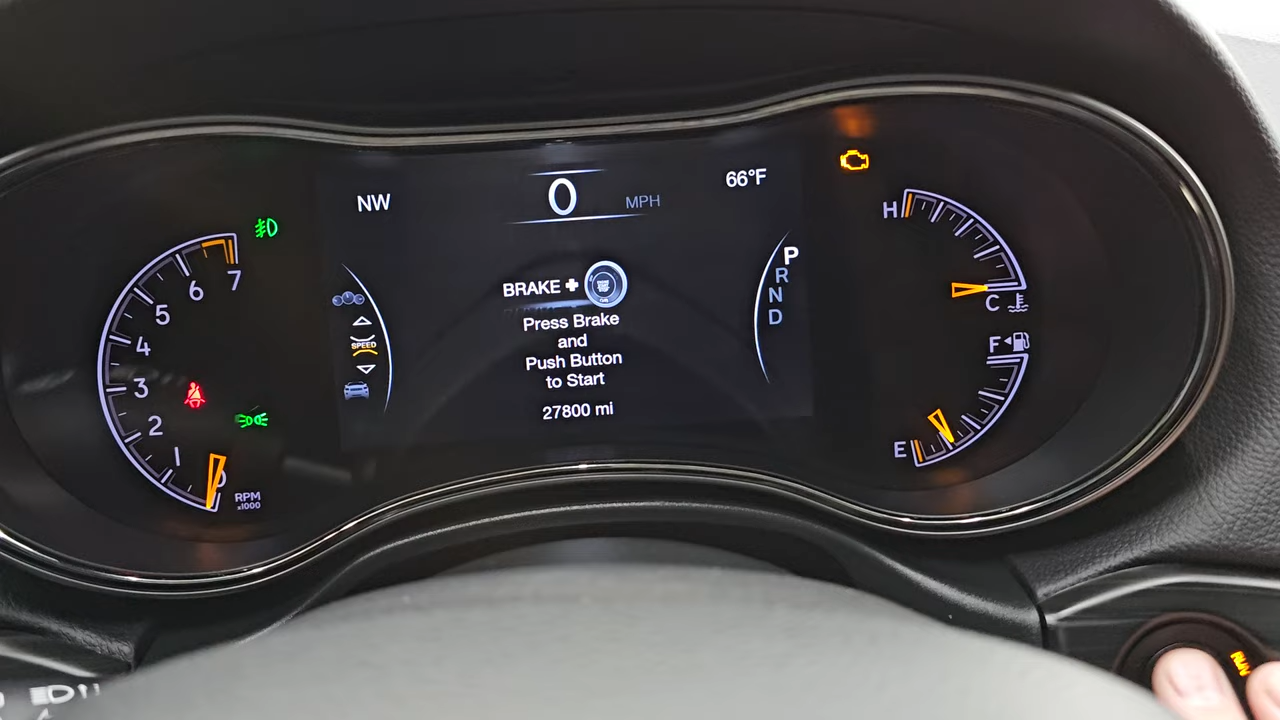 NW
0 MPH
66°F
7
6
5
4
3
2
1
0
RPM
x1000
SPEED
BRAKE +
Press Brake
and
Push Button
to Start
27800 mi
P
R
N
D
H
C
F
E
RUN